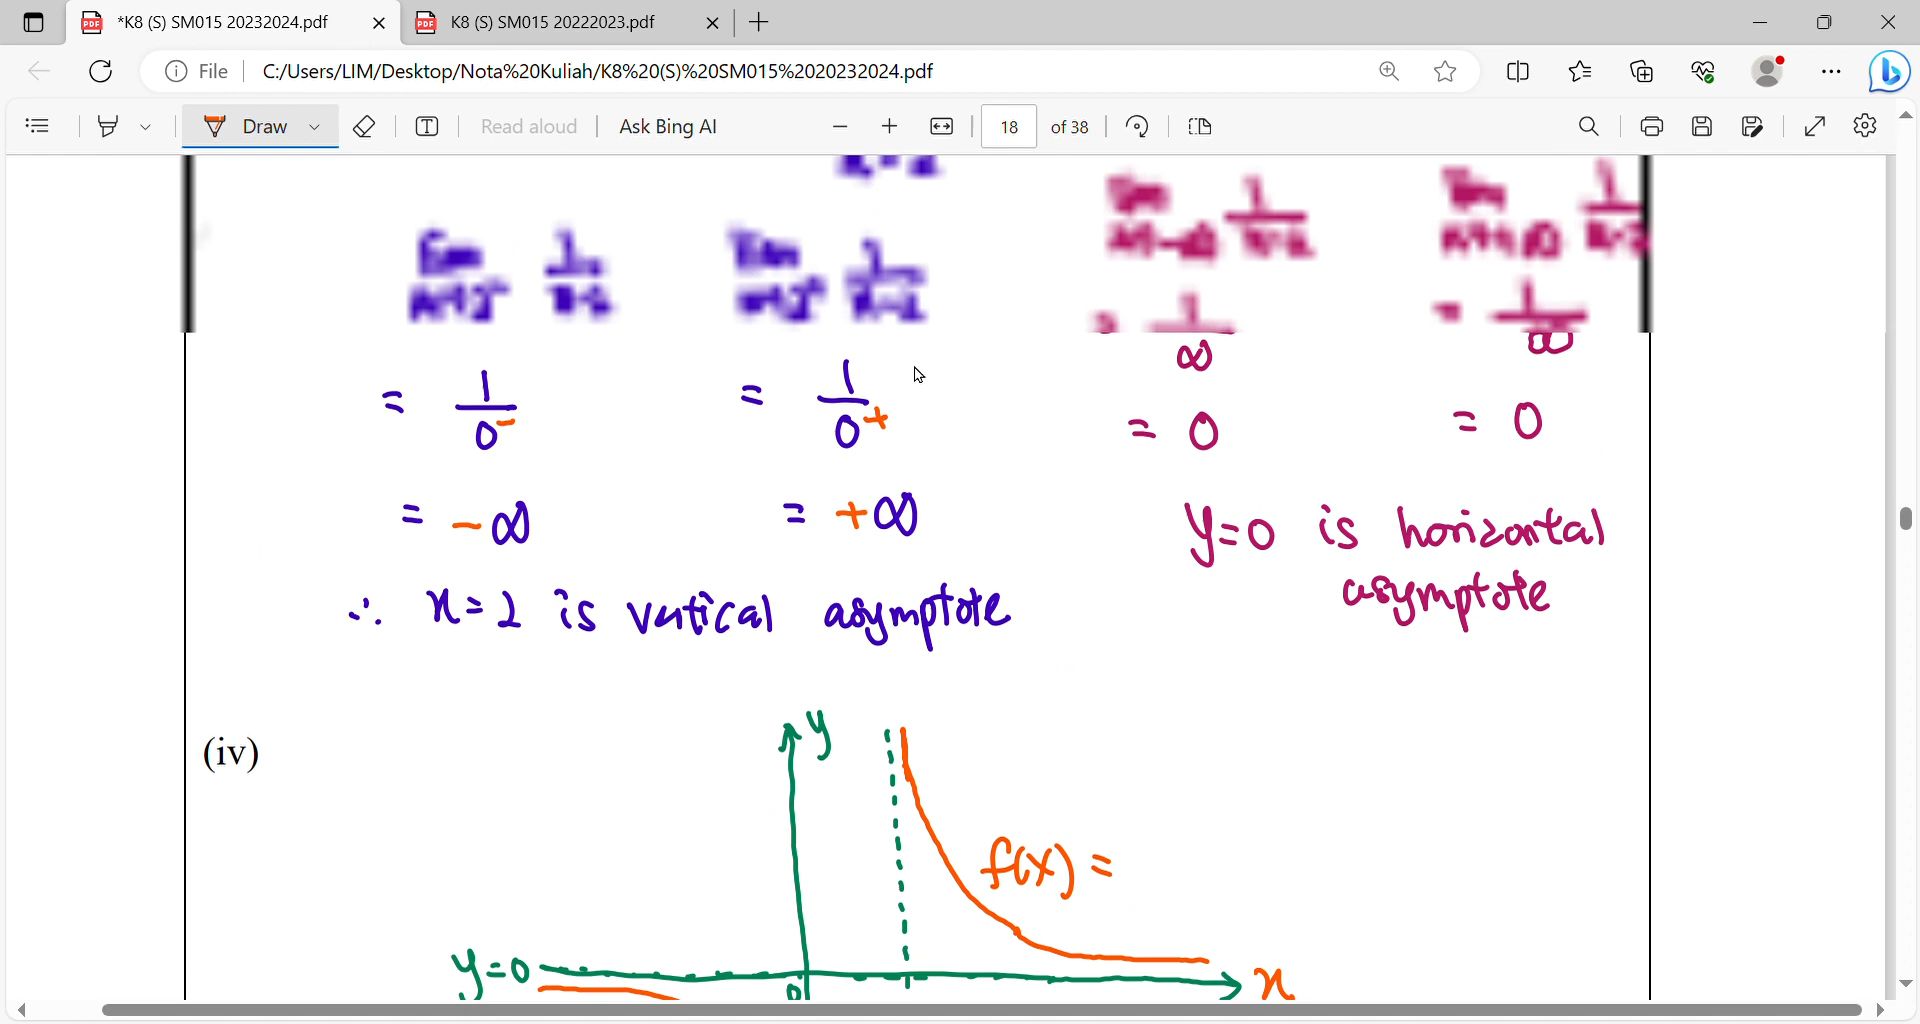 *K8 (S) SM015 20232024.pdf
K8 (S) SM015 20222023.pdf
File
C:/Users/LIM/Desktop/Nota%20Kuliah/K8%20(S)%20SM015%2020232024.pdf
Draw
Read aloud
Ask Bing AI
18 of 38
= 1/0⁻
= 1/0⁺
∞
∞
= 0
= 0
= -∞
= +∞
y=0 is horizontal
asymptote
∴ x=2 is vertical asymptote
(iv)
y
f(x) =
y=0
0
x